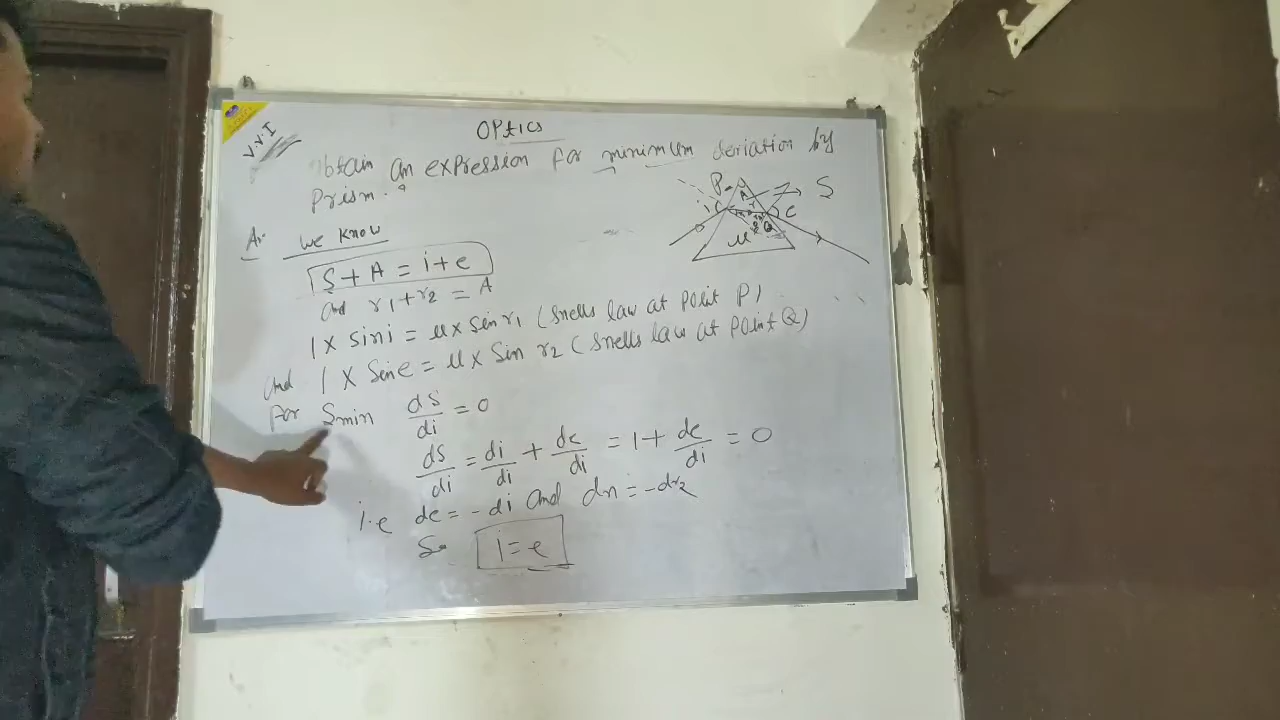 OPtics
V.V.I
obtain an expression for minimum deviation by
Prism.?
A:- we know
δ + A = i + e
and r1 + r2 = A
1 × sin i = μ × sin r1 (snells law at Point P)
and 1 × sin e = μ × sin r2 (snells law at Point Q)
for δmin dδ/di = 0
dδ/di = di/di + de/di = 1 + de/di = 0
i.e de = -di and dr1 = -dr2
So i = e
P
A
δ
i
r1
r2
e
Q
μ